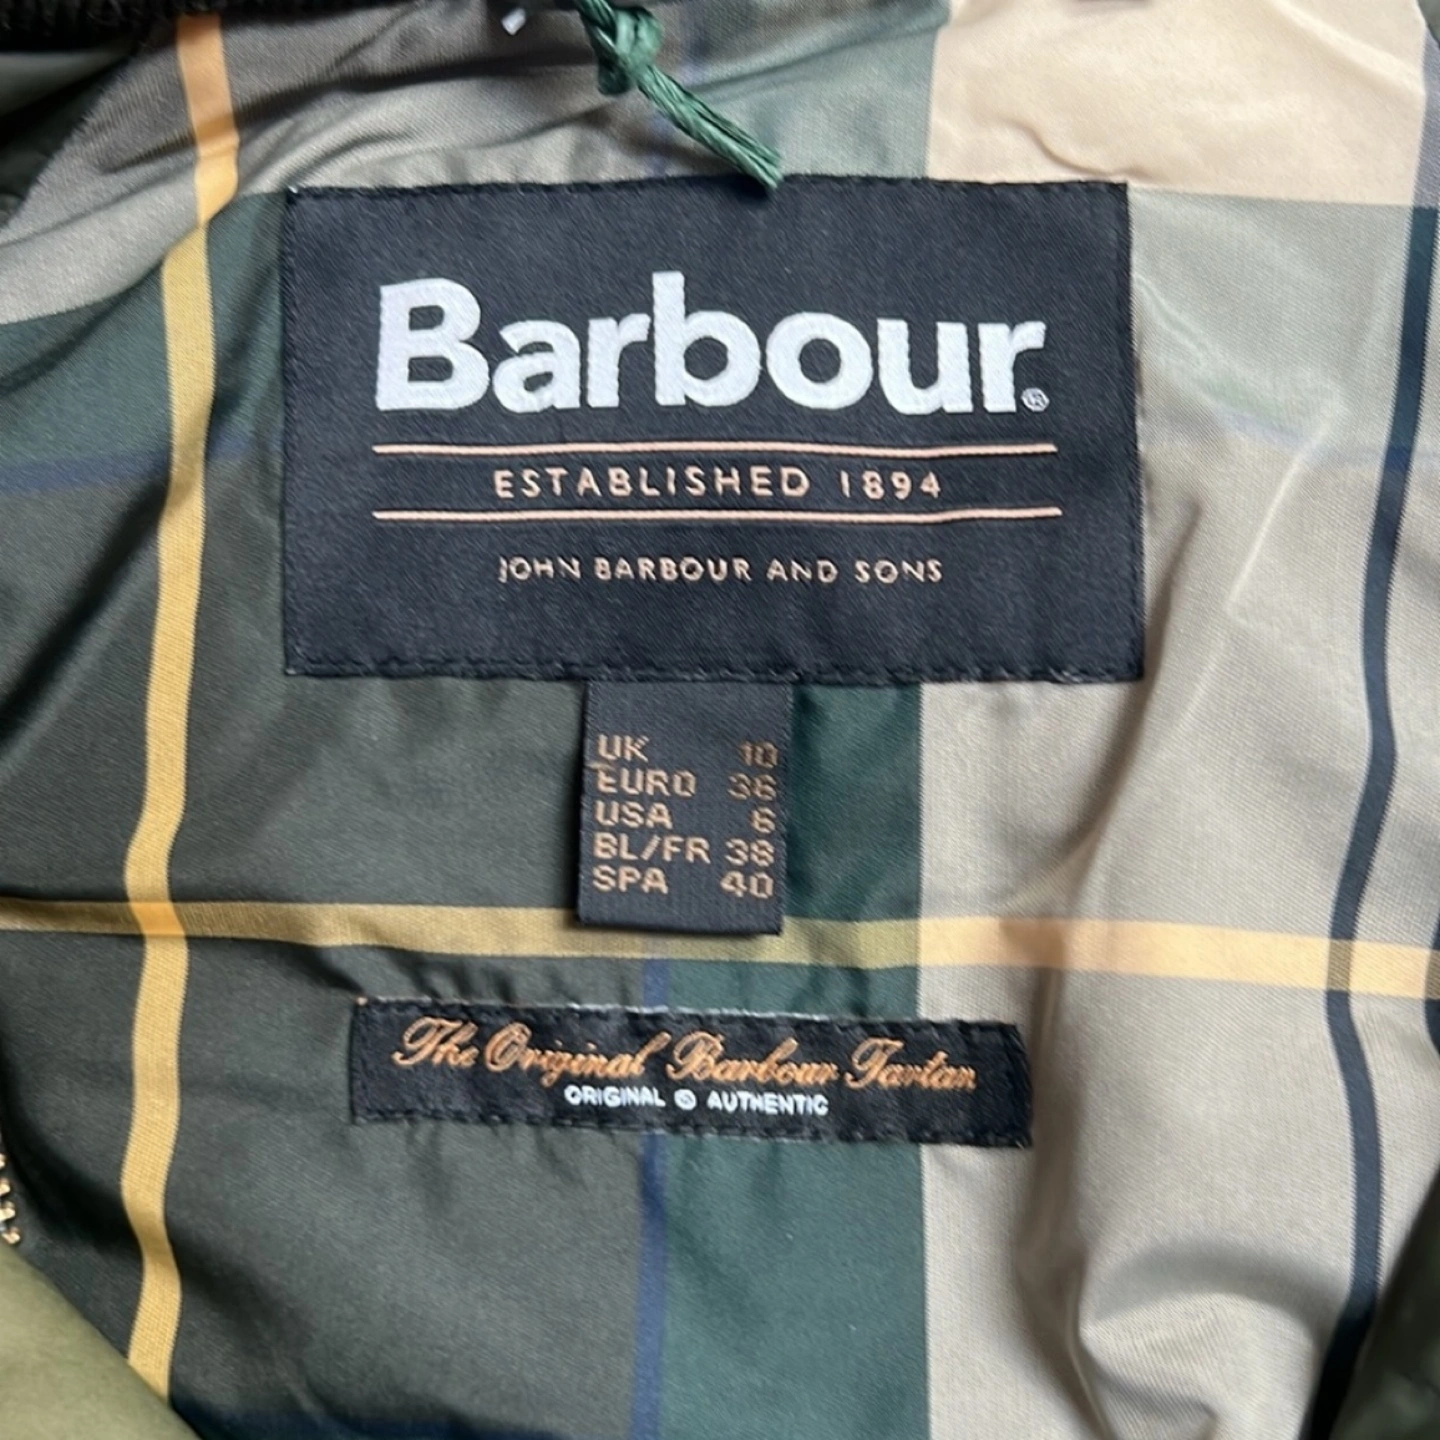 Barbour®
ESTABLISHED 1894
JOHN BARBOUR AND SONS
UK 10
EURO 36
USA 6
BL/FR 38
SPA 40
The Original Barbour Tartan
ORIGINAL & AUTHENTIC